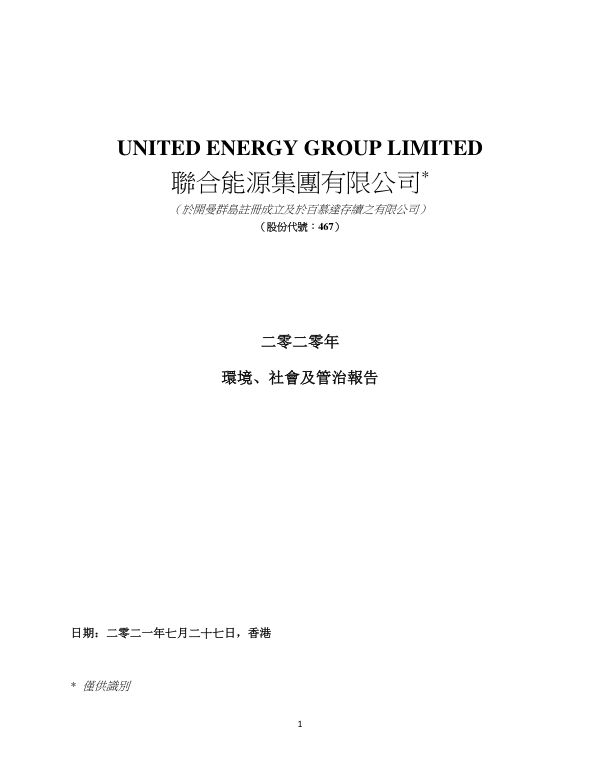 UNITED ENERGY GROUP LIMITED
聯合能源集團有限公司*
（於開曼群島註冊成立及於百慕達存續之有限公司）
（股份代號：467）
二零二零年
環境、社會及管治報告
日期：二零二一年七月二十七日，香港
* 僅供識別
1